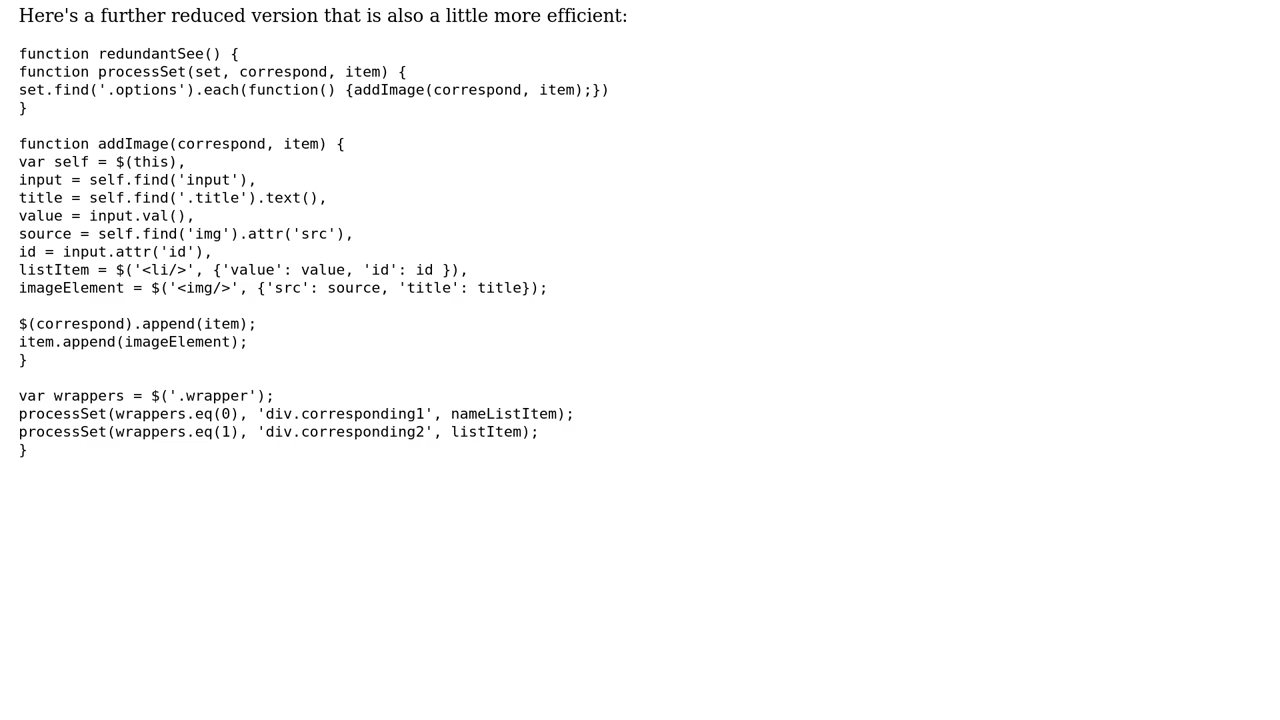 Here's a further reduced version that is also a little more efficient:
function redundantSee() {
function processSet(set, correspond, item) {
set.find('.options').each(function() {addImage(correspond, item);})
}
function addImage(correspond, item) {
var self = $(this),
input = self.find('input'),
title = self.find('.title').text(),
value = input.val(),
source = self.find('img').attr('src'),
id = input.attr('id'),
listItem = $('<li/>', {'value': value, 'id': id }),
imageElement = $('<img/>', {'src': source, 'title': title});
$(correspond).append(item);
item.append(imageElement);
}
var wrappers = $('.wrapper');
processSet(wrappers.eq(0), 'div.corresponding1', nameListItem);
processSet(wrappers.eq(1), 'div.corresponding2', listItem);
}